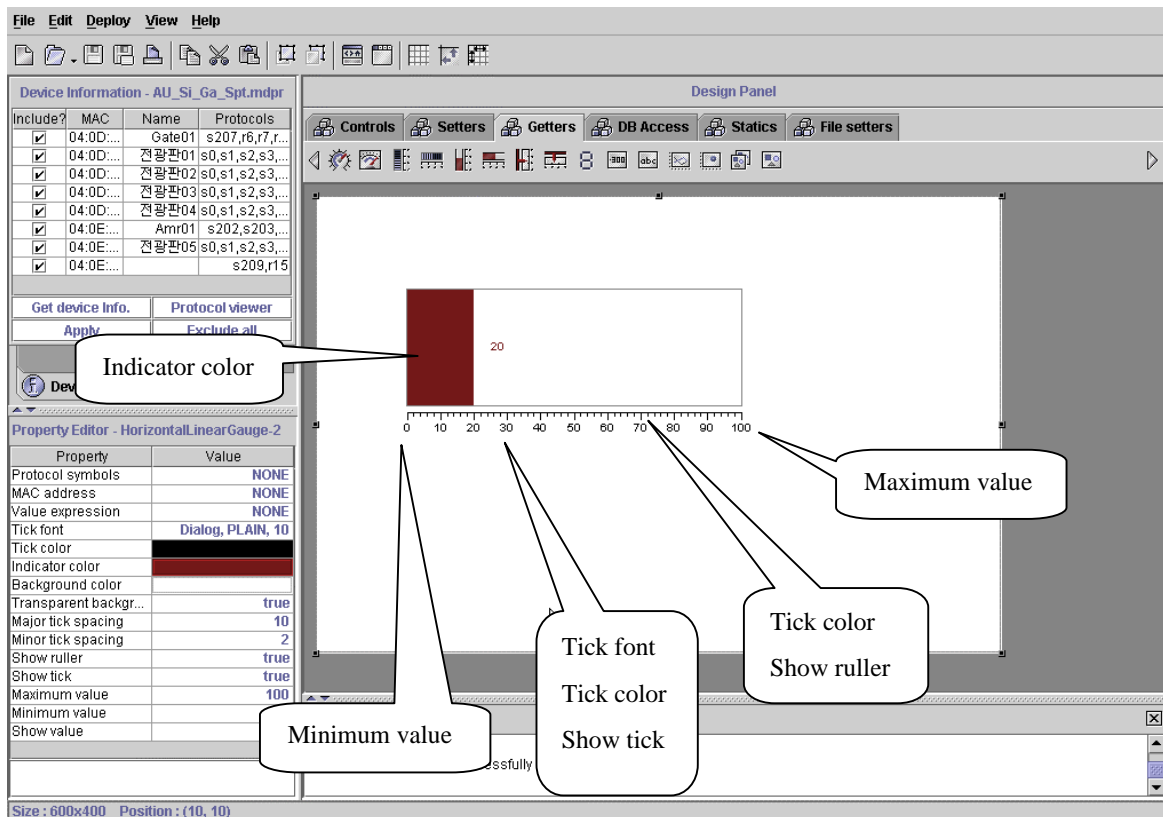 File Edit Deploy View Help
Device Information - AU_Si_Ga_Spt.mdpr
Include? MAC Name Protocols
04:0D:... Gate01 s207,r6,r7,r...
04:0D:... 전광판01 s0,s1,s2,s3,...
04:0D:... 전광판02 s0,s1,s2,s3,...
04:0D:... 전광판03 s0,s1,s2,s3,...
04:0D:... 전광판04 s0,s1,s2,s3,...
04:0E:... Amr01 s202,s203,...
04:0E:... 전광판05 s0,s1,s2,s3,...
04:0E:... s209,r15
Get device Info. Protocol viewer
Apply Exclude all
Dev
Property Editor - HorizontalLinearGauge-2
Property Value
Protocol symbols NONE
MAC address NONE
Value expression NONE
Tick font Dialog, PLAIN, 10
Tick color
Indicator color
Background color
Transparent backgr... true
Major tick spacing 10
Minor tick spacing 2
Show ruller true
Show tick true
Maximum value 100
Minimum value
Show value
Design Panel
Controls Setters Getters DB Access Statics File setters
300 abc
20
0 10 20 30 40 50 60 70 80 90 100
Indicator color
Maximum value
Tick color
Show ruller
Tick font
Tick color
Show tick
Minimum value
essfully
Size : 600x400 Position : (10, 10)